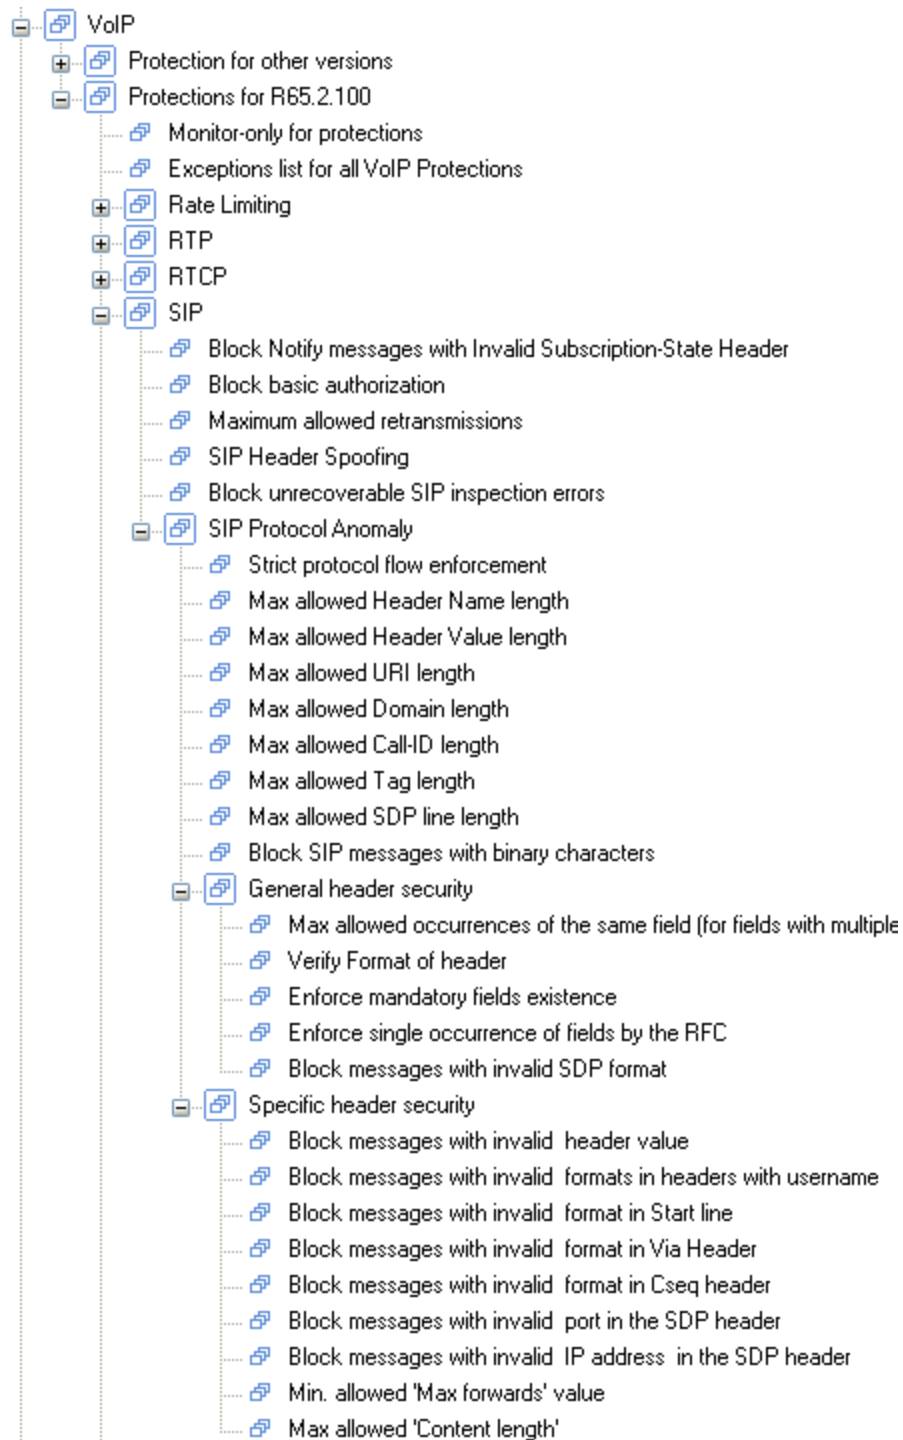 VoIP
Protection for other versions
Protections for R65.2.100
Monitor-only for protections
Exceptions list for all VoIP Protections
Rate Limiting
RTP
RTCP
SIP
Block Notify messages with Invalid Subscription-State Header
Block basic authorization
Maximum allowed retransmissions
SIP Header Spoofing
Block unrecoverable SIP inspection errors
SIP Protocol Anomaly
Strict protocol flow enforcement
Max allowed Header Name length
Max allowed Header Value length
Max allowed URI length
Max allowed Domain length
Max allowed Call-ID length
Max allowed Tag length
Max allowed SDP line length
Block SIP messages with binary characters
General header security
Max allowed occurrences of the same field (for fields with multiple
Verify Format of header
Enforce mandatory fields existence
Enforce single occurrence of fields by the RFC
Block messages with invalid SDP format
Specific header security
Block messages with invalid  header value
Block messages with invalid  formats in headers with username
Block messages with invalid  format in Start line
Block messages with invalid  format in Via Header
Block messages with invalid  format in Cseq header
Block messages with invalid  port in the SDP header
Block messages with invalid  IP address  in the SDP header
Min. allowed 'Max forwards' value
Max allowed 'Content length'